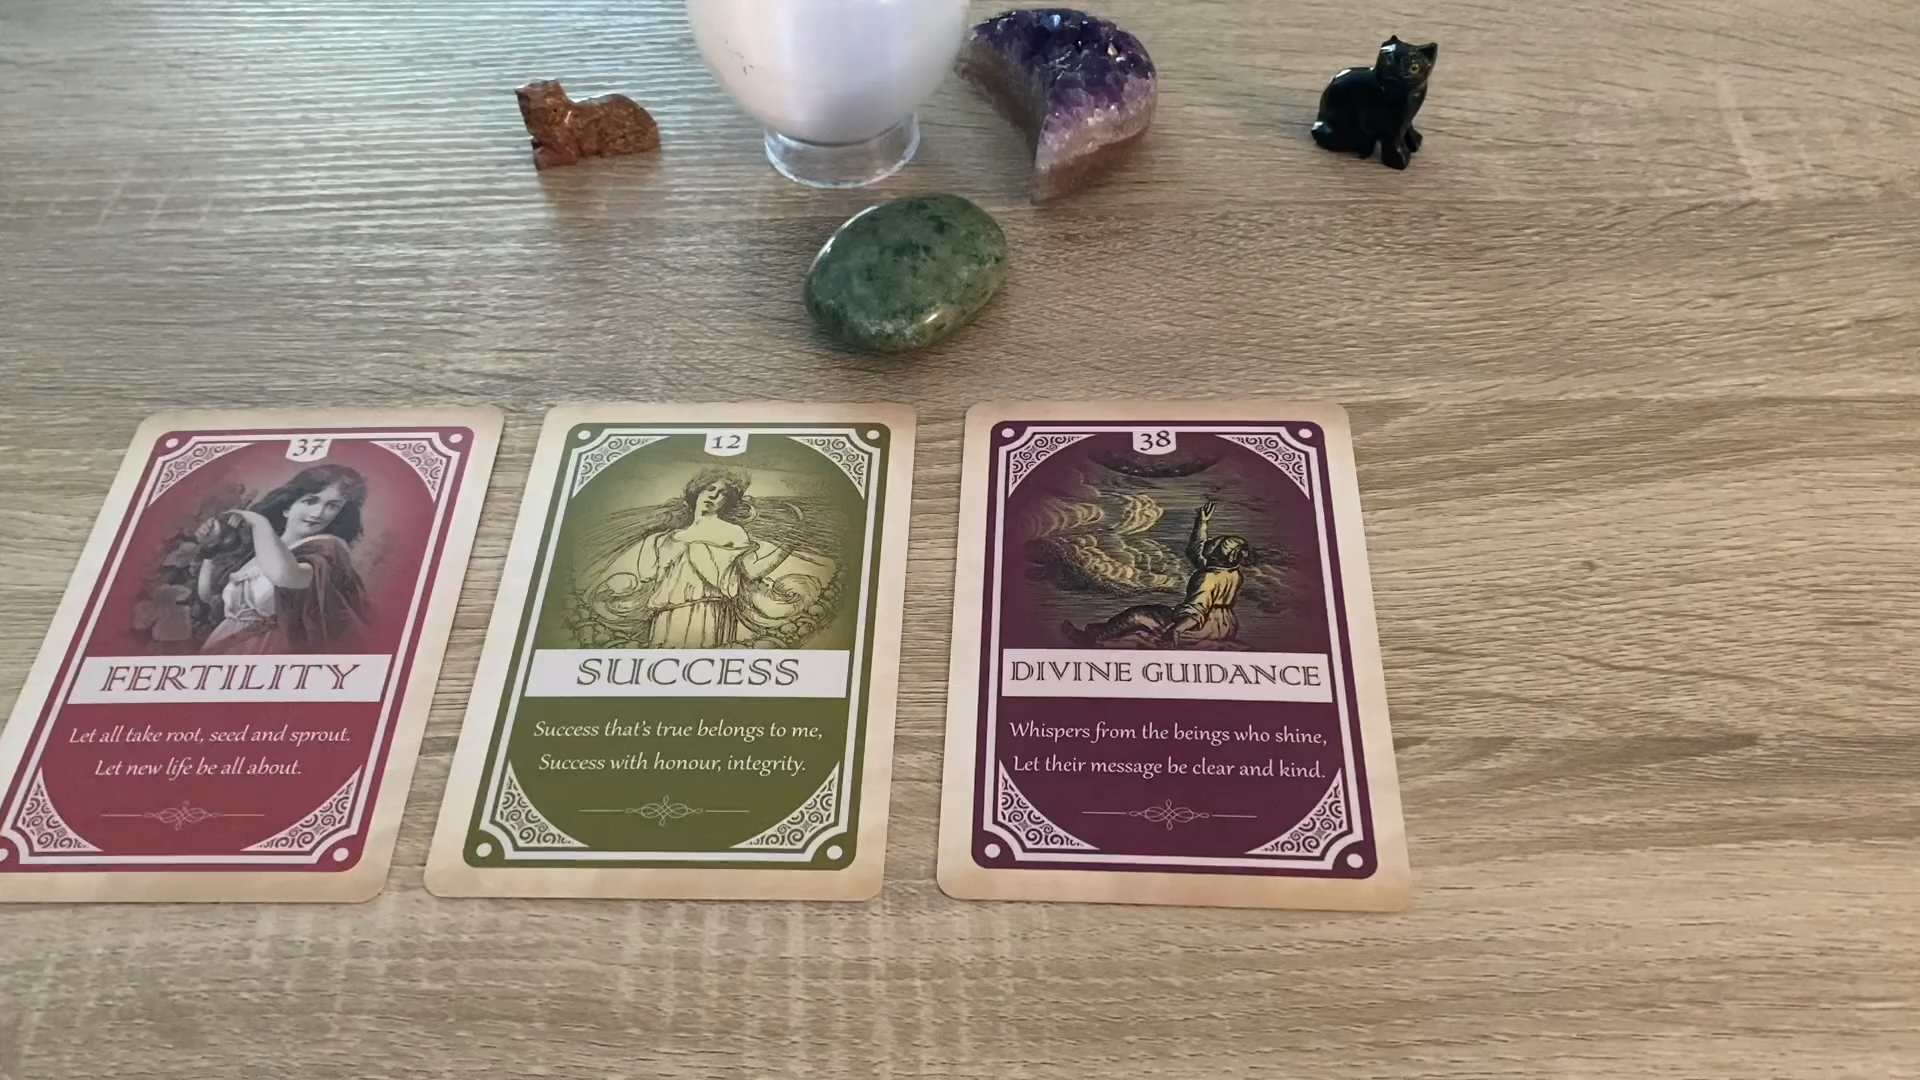 37
FERTILITY
Let all take root, seed and sprout.
Let new life be all about.
12
SUCCESS
Success that's true belongs to me,
Success with honour, integrity.
38
DIVINE GUIDANCE
Whispers from the beings who shine,
Let their message be clear and kind.